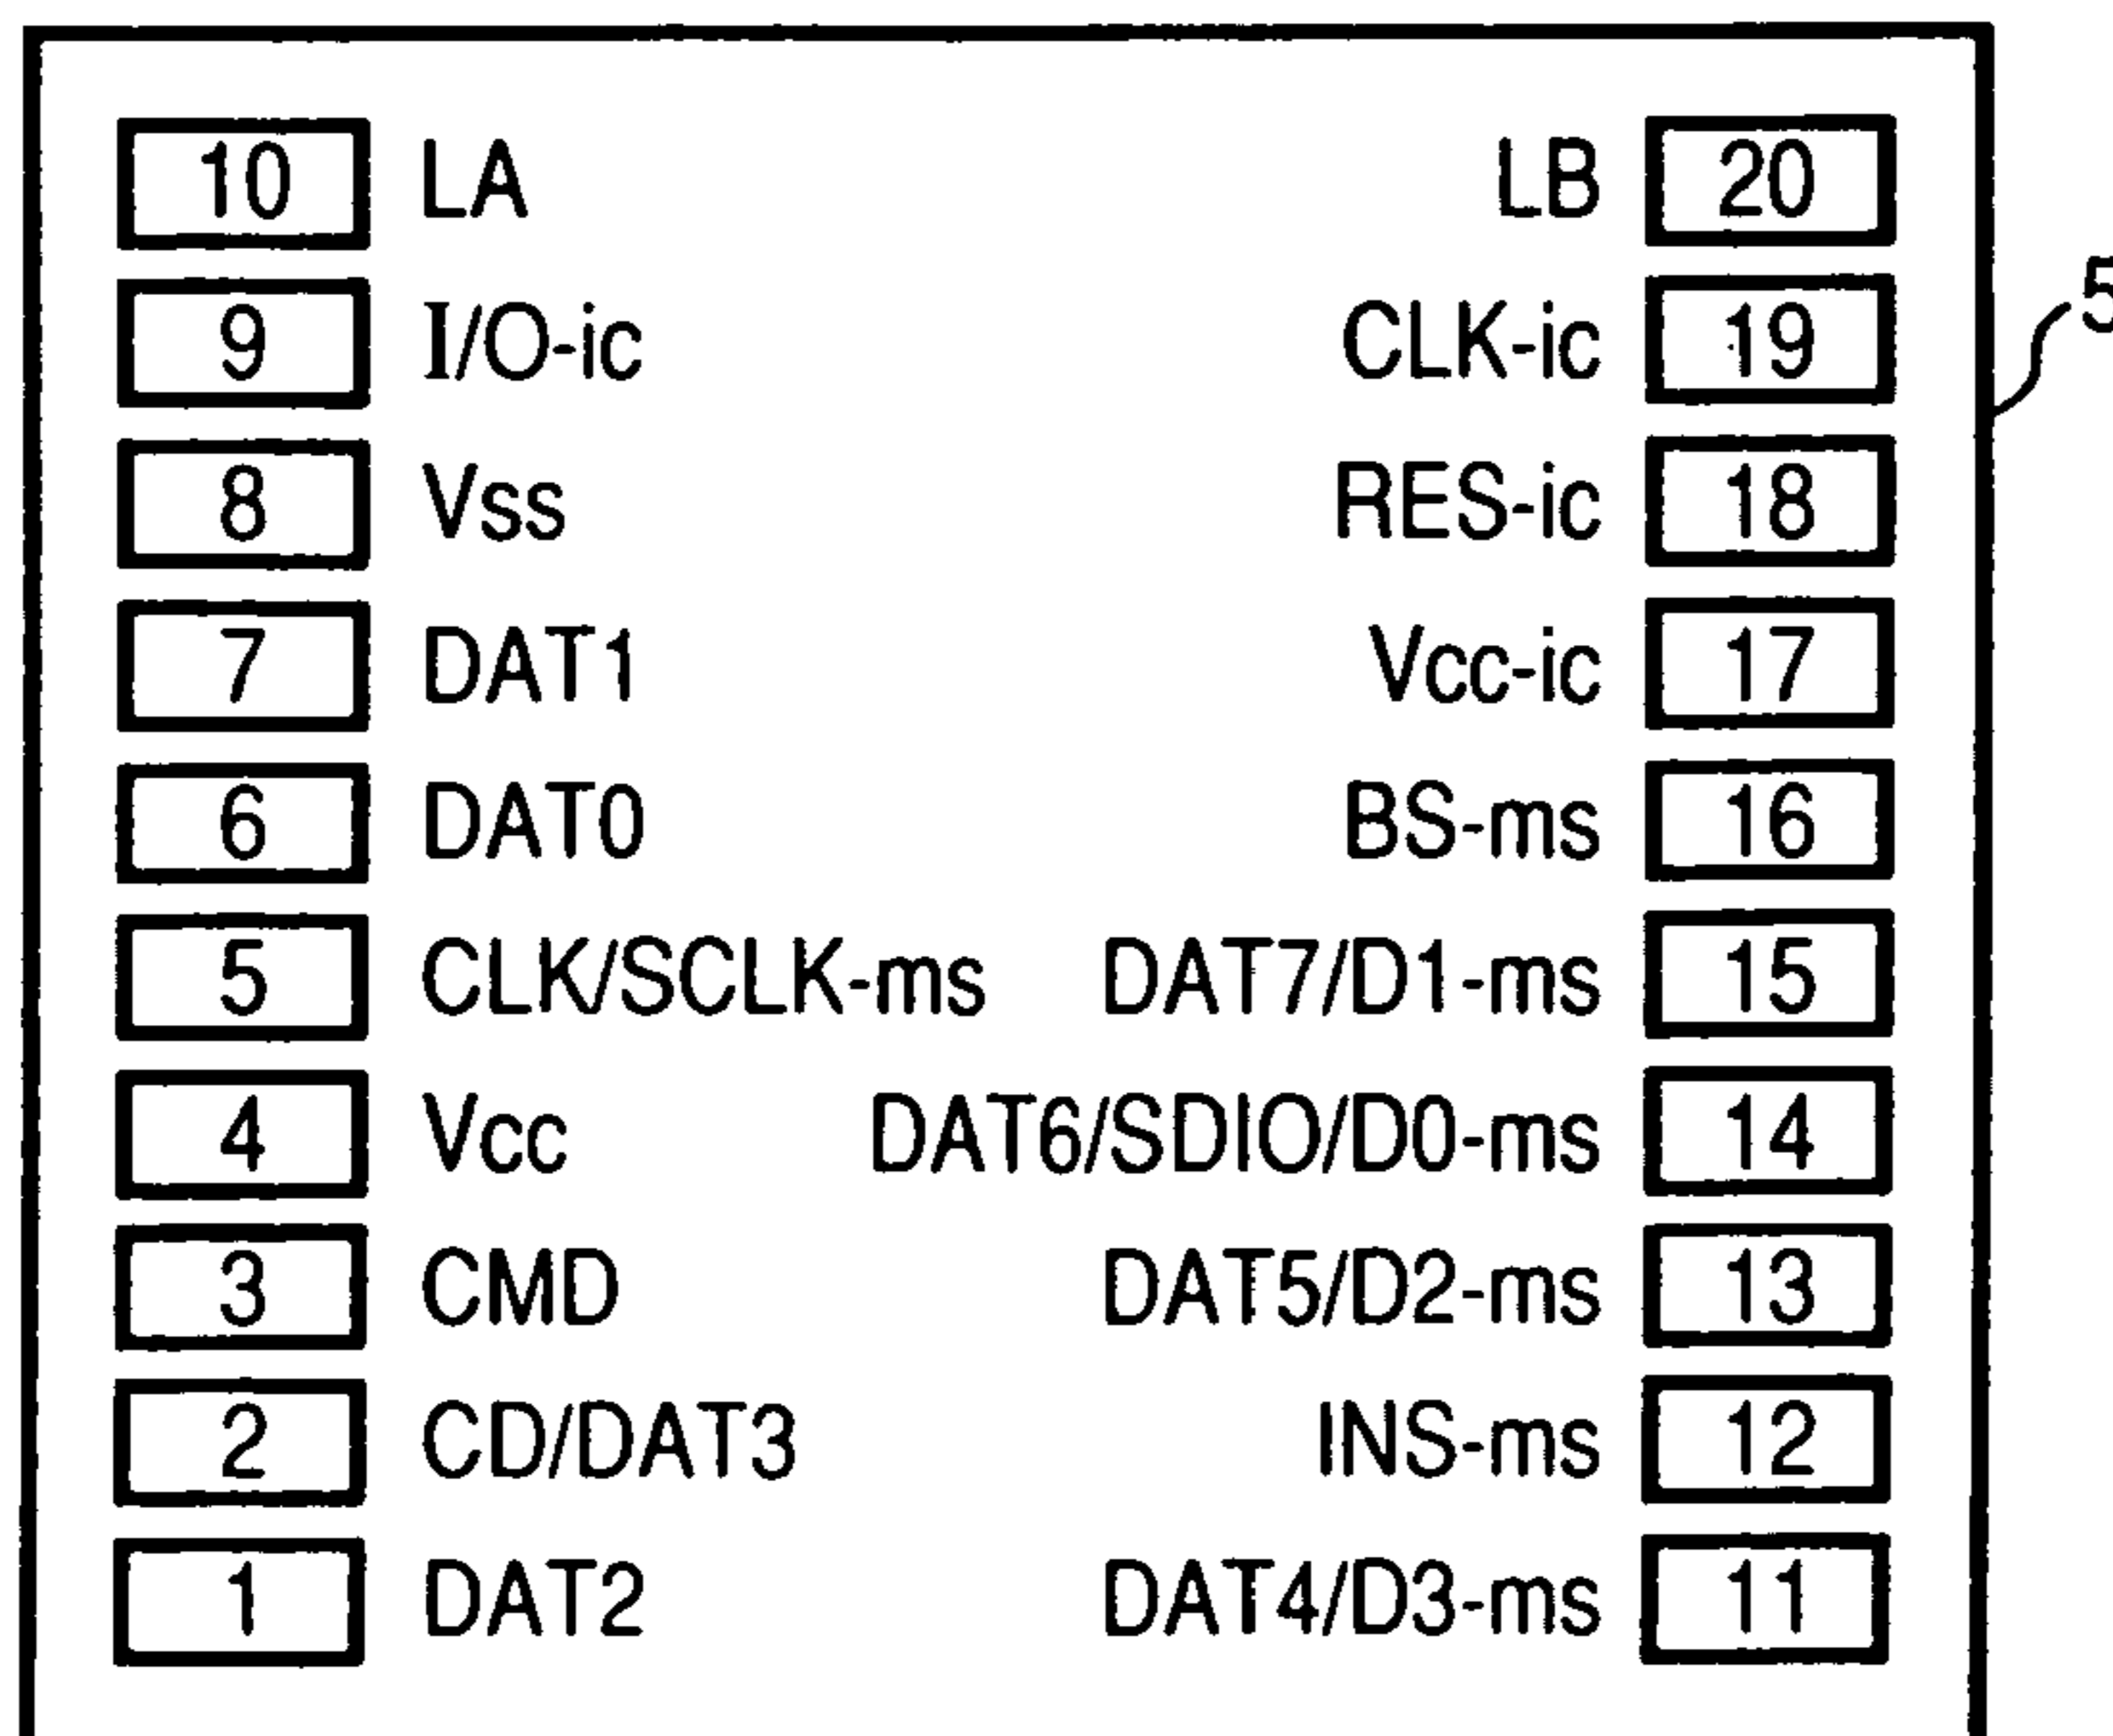 10 LA LB 20
9 I/O-ic CLK-ic 19
5
8 Vss RES-ic 18
7 DAT1 Vcc-ic 17
6 DAT0 BS-ms 16
5 CLK/SCLK-ms DAT7/D1-ms 15
4 Vcc DAT6/SDIO/D0-ms 14
3 CMD DAT5/D2-ms 13
2 CD/DAT3 INS-ms 12
1 DAT2 DAT4/D3-ms 11